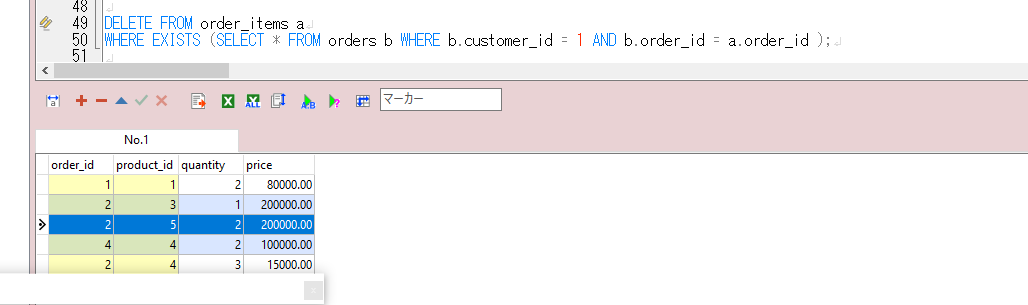 48
49 DELETE FROM order_items a
50 WHERE EXISTS (SELECT * FROM orders b WHERE b.customer_id = 1 AND b.order_id = a.order_id );
51
a ALL A.B ? マーカー
No.1
order_id product_id quantity price
1 1 2 80000.00
2 3 1 200000.00
2 5 2 200000.00
4 4 2 100000.00
2 4 3 15000.00